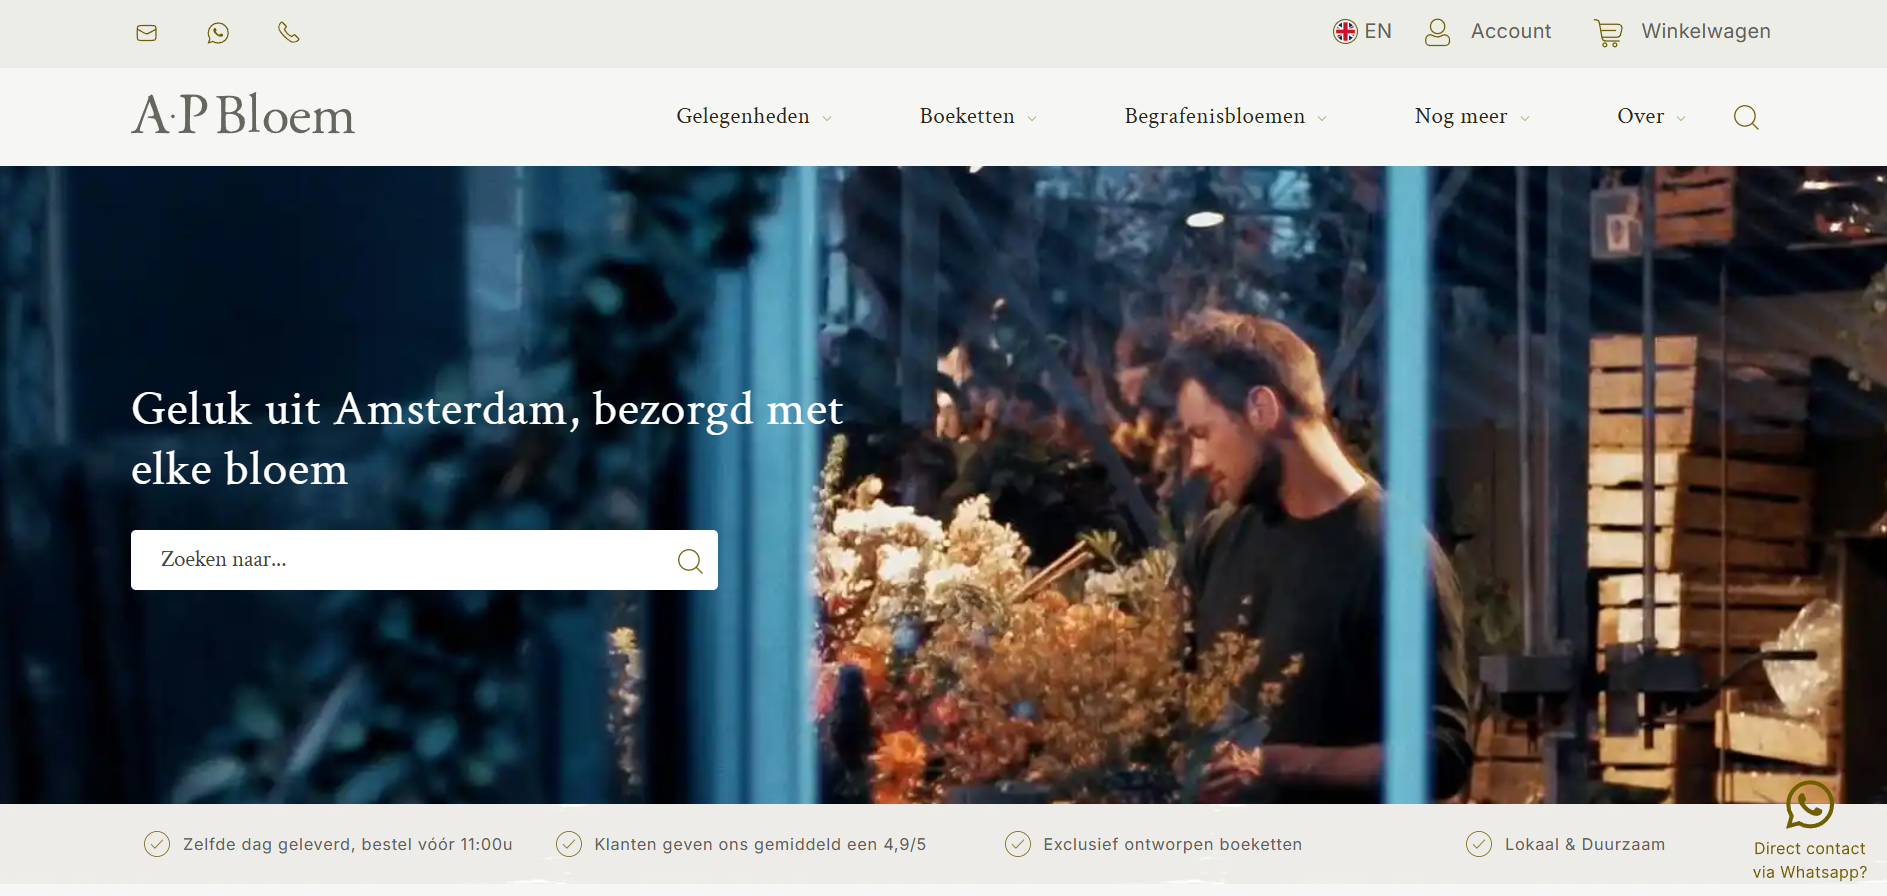 EN
Account
Winkelwagen
A·P Bloem
Gelegenheden
Boeketten
Begrafenisbloemen
Nog meer
Over
Geluk uit Amsterdam, bezorgd met
elke bloem
Zoeken naar...
Zelfde dag geleverd, bestel vóór 11:00u
Klanten geven ons gemiddeld een 4,9/5
Exclusief ontworpen boeketten
Lokaal & Duurzaam
Direct contact
via Whatsapp?